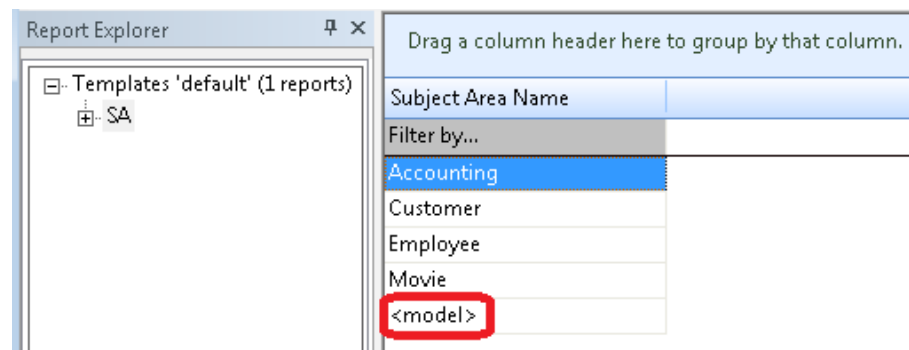 Report Explorer
Templates 'default' (1 reports)
SA
Drag a column header here to group by that column.
Subject Area Name
Filter by...
Accounting
Customer
Employee
Movie
<model>